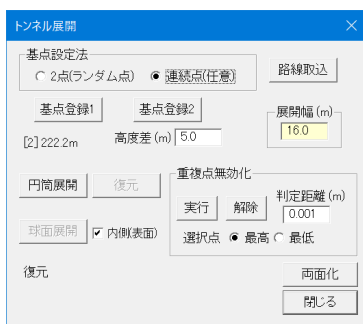 トンネル展開
基点設定法
2点(ランダム点) 連続点(任意)
路線取込
基点登録1 基点登録2
展開幅(m)
16.0
[2] 222.2m 高度差(m) 5.0
円筒展開 復元
重複点無効化
実行 解除
判定距離(m)
0.001
選択点 最高 最低
球面展開 内側(表面)
復元
両面化
閉じる